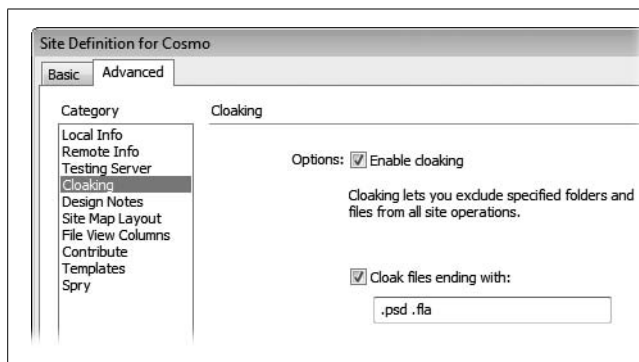 Site Definition for Cosmo
Basic
Advanced
Category
Local Info
Remote Info
Testing Server
Cloaking
Design Notes
Site Map Layout
File View Columns
Contribute
Templates
Spry
Cloaking
Options: Enable cloaking
Cloaking lets you exclude specified folders and
files from all site operations.
Cloak files ending with:
.psd .fla